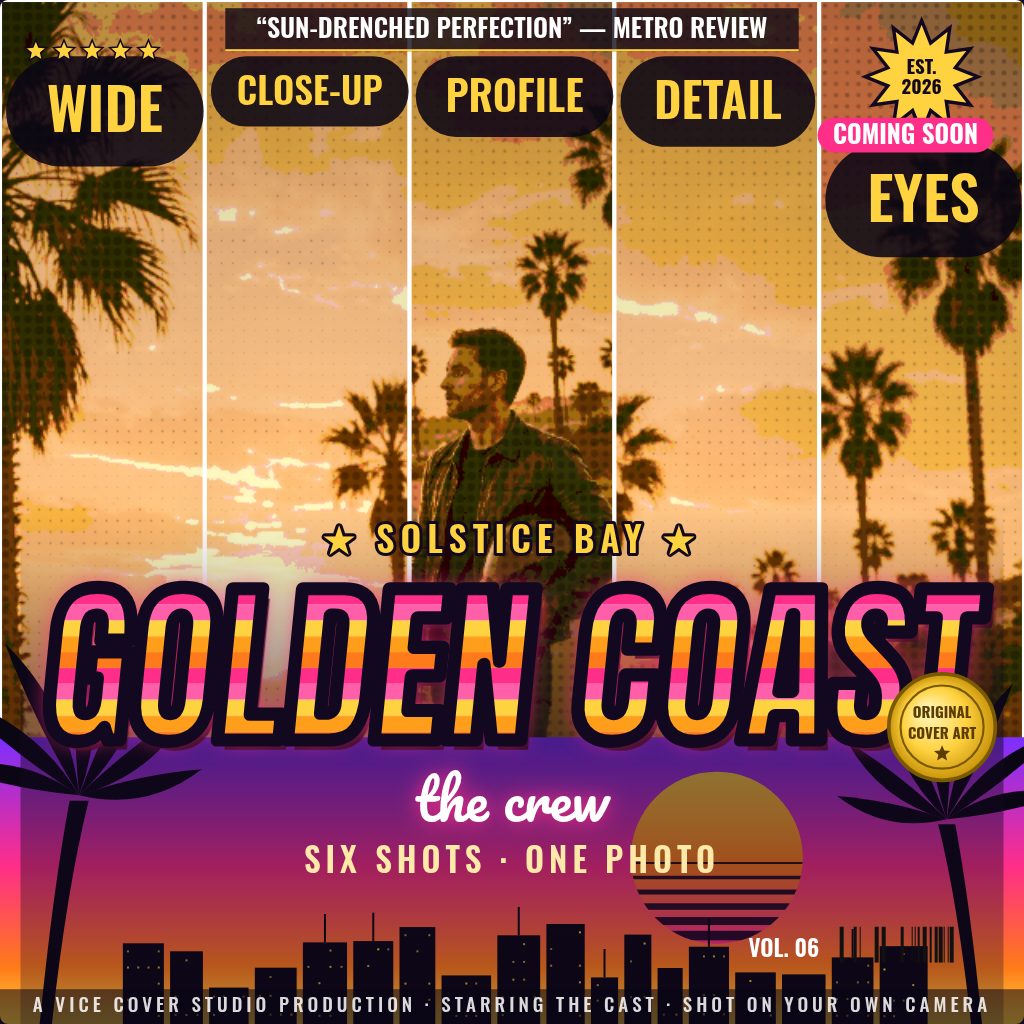 “SUN-DRENCHED PERFECTION” — METRO REVIEW
WIDE
CLOSE-UP
PROFILE
DETAIL
EST.
2026
COMING SOON
EYES
SOLSTICE BAY
GOLDEN COAST
ORIGINAL
COVER ART
the crew
SIX SHOTS · ONE PHOTO
VOL. 06
A VICE COVER STUDIO PRODUCTION · STARRING THE CAST · SHOT ON YOUR OWN CAMERA